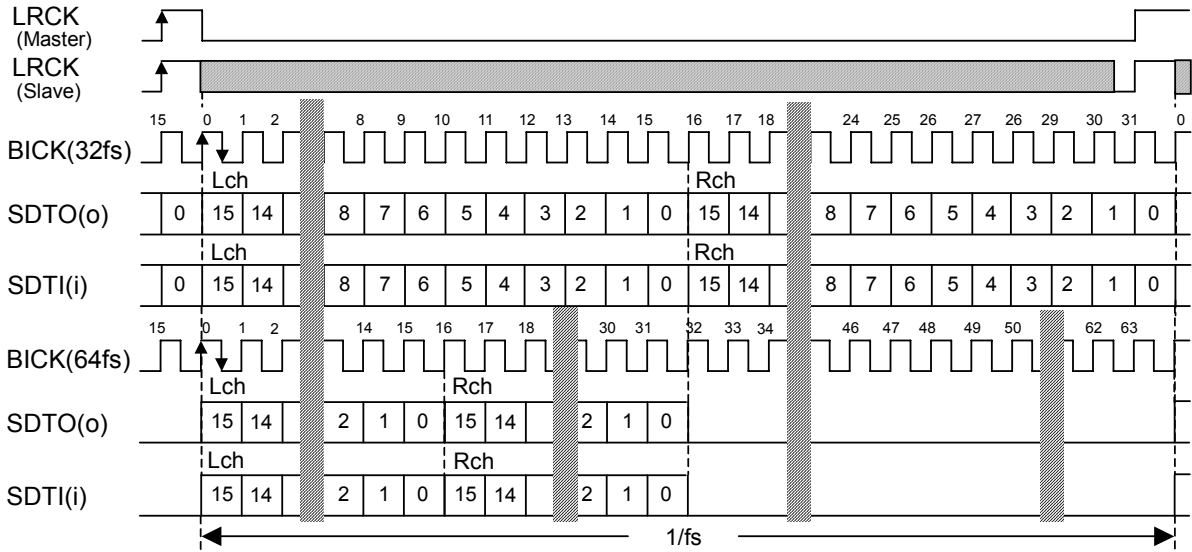 LRCK
(Master)
LRCK
(Slave)
15 0 1 2 8 9 10 11 12 13 14 15 16 17 18 24 25 26 27 26 29 30 31 0
BICK(32fs)
Lch Rch
SDTO(o) 0 15 14 8 7 6 5 4 3 2 1 0 15 14 8 7 6 5 4 3 2 1 0
Lch Rch
SDTI(i) 0 15 14 8 7 6 5 4 3 2 1 0 15 14 8 7 6 5 4 3 2 1 0
15 0 1 2 14 15 16 17 18 30 31 32 33 34 46 47 48 49 50 62 63
BICK(64fs)
Lch Rch
SDTO(o) 15 14 2 1 0 15 14 2 1 0
Lch Rch
SDTI(i) 15 14 2 1 0 15 14 2 1 0
1/fs